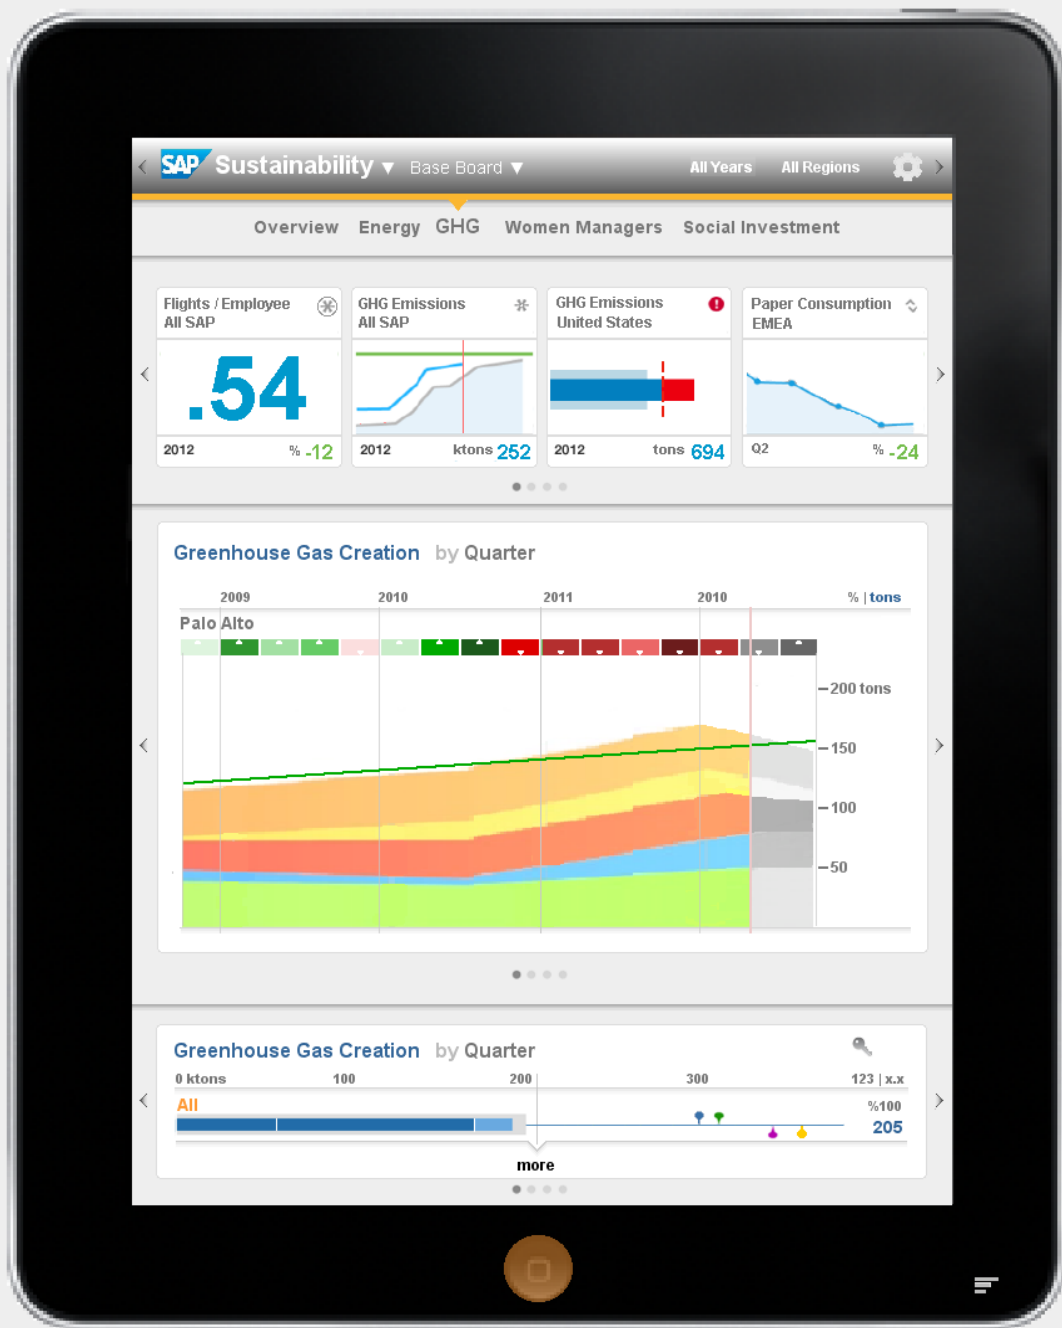 SAP Sustainability ▼ Base Board ▼ All Years All Regions
Overview Energy GHG Women Managers Social Investment
Flights / Employee
All SAP
.54
2012 % -12
GHG Emissions
All SAP
2012 ktons 252
GHG Emissions
United States
2012 tons 694
Paper Consumption
EMEA
Q2 % -24
Greenhouse Gas Creation by Quarter
2009 2010 2011 2010 % | tons
Palo Alto
200 tons
150
100
50
Greenhouse Gas Creation by Quarter
0 ktons 100 200 300 123 | x.x
All %100
205
more